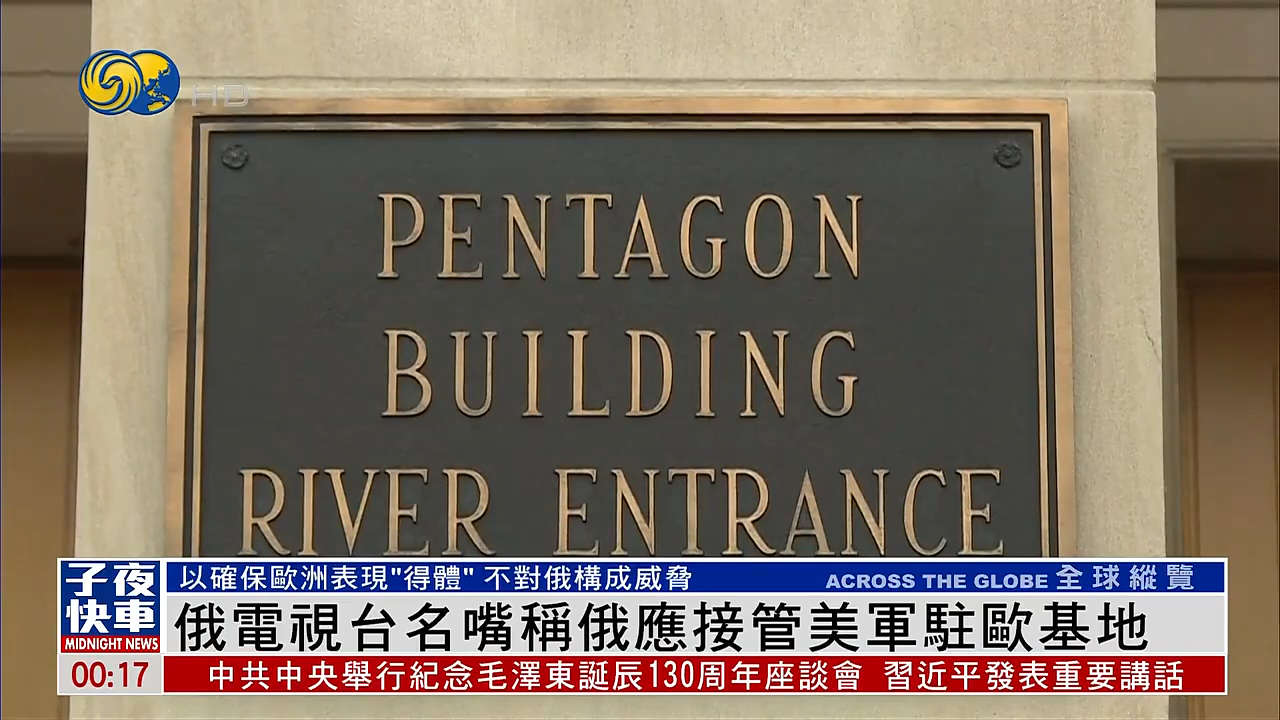 HD
PENTAGON
BUILDING
RIVER ENTRANCE
子夜
快車
MIDNIGHT NEWS
以確保歐洲表現"得體" 不對俄構成威脅
ACROSS THE GLOBE 全球縱覽
俄電視台名嘴稱俄應接管美軍駐歐基地
00:17
中共中央舉行紀念毛澤東誕辰130周年座談會 習近平發表重要講話